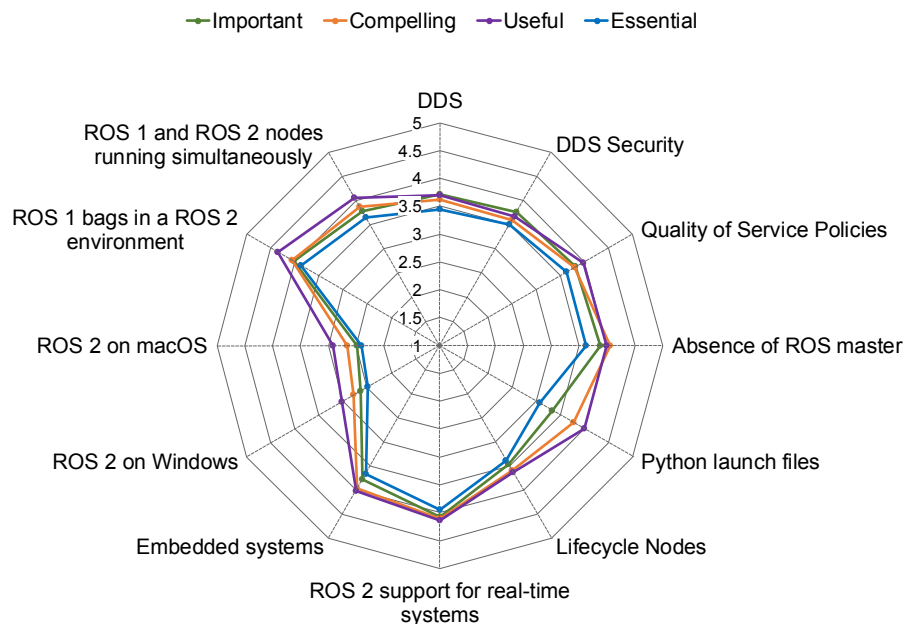 Important Compelling Useful Essential
DDS
DDS Security
Quality of Service Policies
Absence of ROS master
Python launch files
Lifecycle Nodes
ROS 2 support for real-time
systems
Embedded systems
ROS 2 on Windows
ROS 2 on macOS
ROS 1 bags in a ROS 2
environment
ROS 1 and ROS 2 nodes
running simultaneously
5
4.5
4
3.5
3
2.5
2
1.5
1